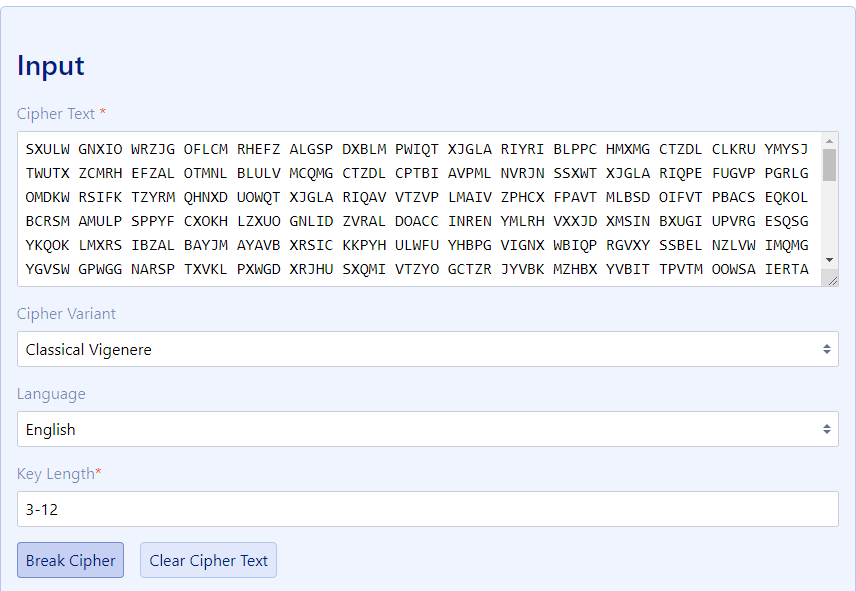 Input
Cipher Text *
SXULW GNXIO WRZJG OFLCM RHEFZ ALGSP DXBLM PWIQT XJGLA RIYRI BLPPC HMXMG CTZDL CLKRU YMYSJ
TWUTX ZCMRH EFZAL OTMNL BLULV MCQMG CTZDL CPTBI AVPML NVRJN SSXWT XJGLA RIQPE FUGVP PGRLG
OMDKW RSIFK TZYRM QHNXD UOWQT XJGLA RIQAV VTZVP LMAIV ZPHCX FPAVT MLBSD OIFVT PBACS EQKOL
BCRSM AMULP SPPYF CXOKH LZXUO GNLID ZVRAL DOACC INREN YMLRH VXXJD XMSIN BXUGI UPVRG ESQSG
YKQOK LMXRS IBZAL BAYJM AYAVB XRSIC KKPYH ULWFU YHBPG VIGNX WBIQP RGVXY SSBEL NZLVW IMQMG
YGVSW GPWGG NARSP TXVKL PXWGD XRJHU SXQMI VTZYO GCTZR JYVBK MZHBX YVBIT TPVTM OOWSA IERTA
Cipher Variant
Classical Vigenere
Language
English
Key Length*
3-12
Break Cipher Clear Cipher Text